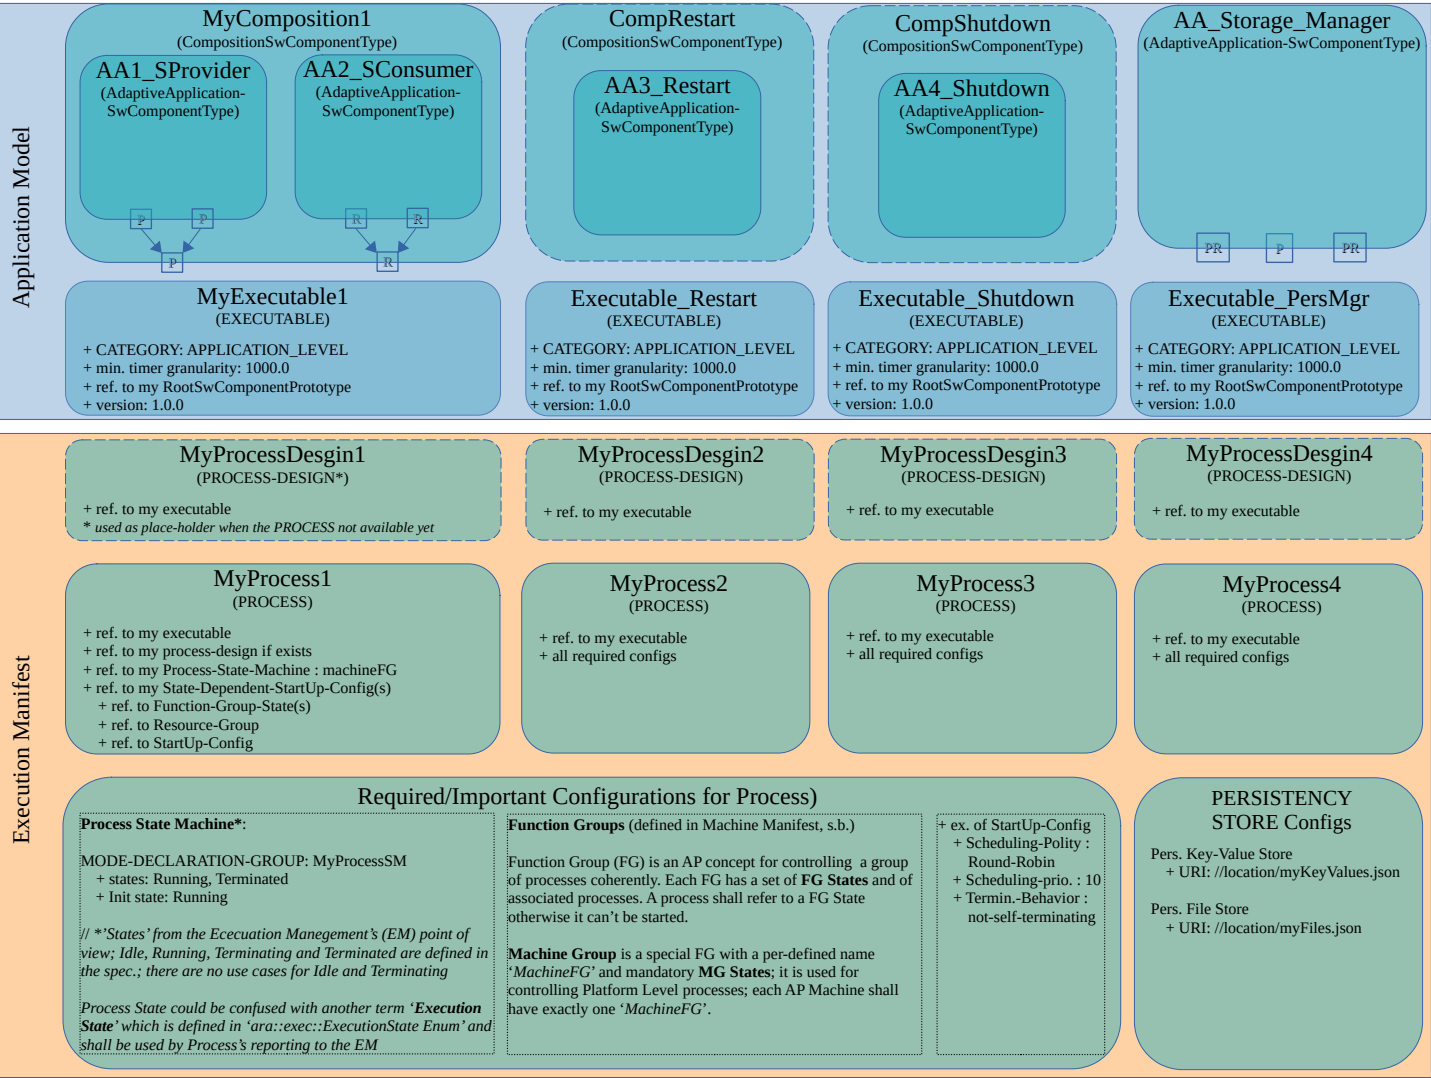 Application Model
MyComposition1
(CompositionSwComponentType)
AA1_SProvider
(AdaptiveApplication-
SwComponentType)
P
P
AA2_SConsumer
(AdaptiveApplication-
SwComponentType)
R
R
P
R
CompRestart
(CompositionSwComponentType)
AA3_Restart
(AdaptiveApplication-
SwComponentType)
CompShutdown
(CompositionSwComponentType)
AA4_Shutdown
(AdaptiveApplication-
SwComponentType)
AA_Storage_Manager
(AdaptiveApplication-SwComponentType)
PR
P
PR
MyExecutable1
(EXECUTABLE)
+ CATEGORY: APPLICATION_LEVEL
+ min. timer granularity: 1000.0
+ ref. to my RootSwComponentPrototype
+ version: 1.0.0
Executable_Restart
(EXECUTABLE)
+ CATEGORY: APPLICATION_LEVEL
+ min. timer granularity: 1000.0
+ ref. to my RootSwComponentPrototype
+ version: 1.0.0
Executable_Shutdown
(EXECUTABLE)
+ CATEGORY: APPLICATION_LEVEL
+ min. timer granularity: 1000.0
+ ref. to my RootSwComponentPrototype
+ version: 1.0.0
Executable_PersMgr
(EXECUTABLE)
+ CATEGORY: APPLICATION_LEVEL
+ min. timer granularity: 1000.0
+ ref. to my RootSwComponentPrototype
+ version: 1.0.0
Execution Manifest
MyProcessDesgin1
(PROCESS-DESIGN*)
+ ref. to my executable
* used as place-holder when the PROCESS not available yet
MyProcessDesgin2
(PROCESS-DESIGN)
+ ref. to my executable
MyProcessDesgin3
(PROCESS-DESIGN)
+ ref. to my executable
MyProcessDesgin4
(PROCESS-DESIGN)
+ ref. to my executable
MyProcess1
(PROCESS)
+ ref. to my executable
+ ref. to my process-design if exists
+ ref. to my Process-State-Machine : machineFG
+ ref. to my State-Dependent-StartUp-Config(s)
+ ref. to Function-Group-State(s)
+ ref. to Resource-Group
+ ref. to StartUp-Config
MyProcess2
(PROCESS)
+ ref. to my executable
+ all required configs
MyProcess3
(PROCESS)
+ ref. to my executable
+ all required configs
MyProcess4
(PROCESS)
+ ref. to my executable
+ all required configs
Required/Important Configurations for Process)
Process State Machine*:
MODE-DECLARATION-GROUP: MyProcessSM
+ states: Running, Terminated
+ Init state: Running
// *'States' from the Ececuation Manegement's (EM) point of
view; Idle, Running, Terminating and Terminated are defined in
the spec.; there are no use cases for Idle and Terminating
Process State could be confused with another term ‘Execution
State’ which is defined in ‘ara::exec::ExecutionState Enum’ and
shall be used by Process's reporting to the EM
Function Groups (defined in Machine Manifest, s.b.)
Function Group (FG) is an AP concept for controlling a group
of processes coherently. Each FG has a set of FG States and of
associated processes. A process shall refer to a FG State
otherwise it can't be started.
Machine Group is a special FG with a per-defined name
‘MachineFG’ and mandatory MG States; it is used for
controlling Platform Level processes; each AP Machine shall
have exactly one ‘MachineFG’.
+ ex. of StartUp-Config
+ Scheduling-Polity :
Round-Robin
+ Scheduling-prio. : 10
+ Termin.-Behavior :
not-self-terminating
PERSISTENCY
STORE Configs
Pers. Key-Value Store
+ URI: //location/myKeyValues.json
Pers. File Store
+ URI: //location/myFiles.json